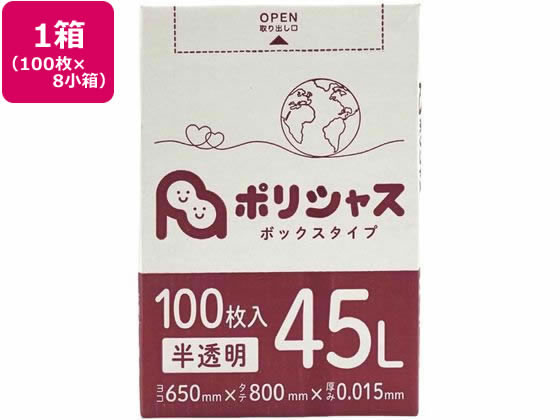 1箱
(100枚×
8小箱)
OPEN
取り出し口
ポリシャス
ボックスタイプ
100枚入
45L
半透明
ヨコ650mm×タテ800mm×厚み0.015mm